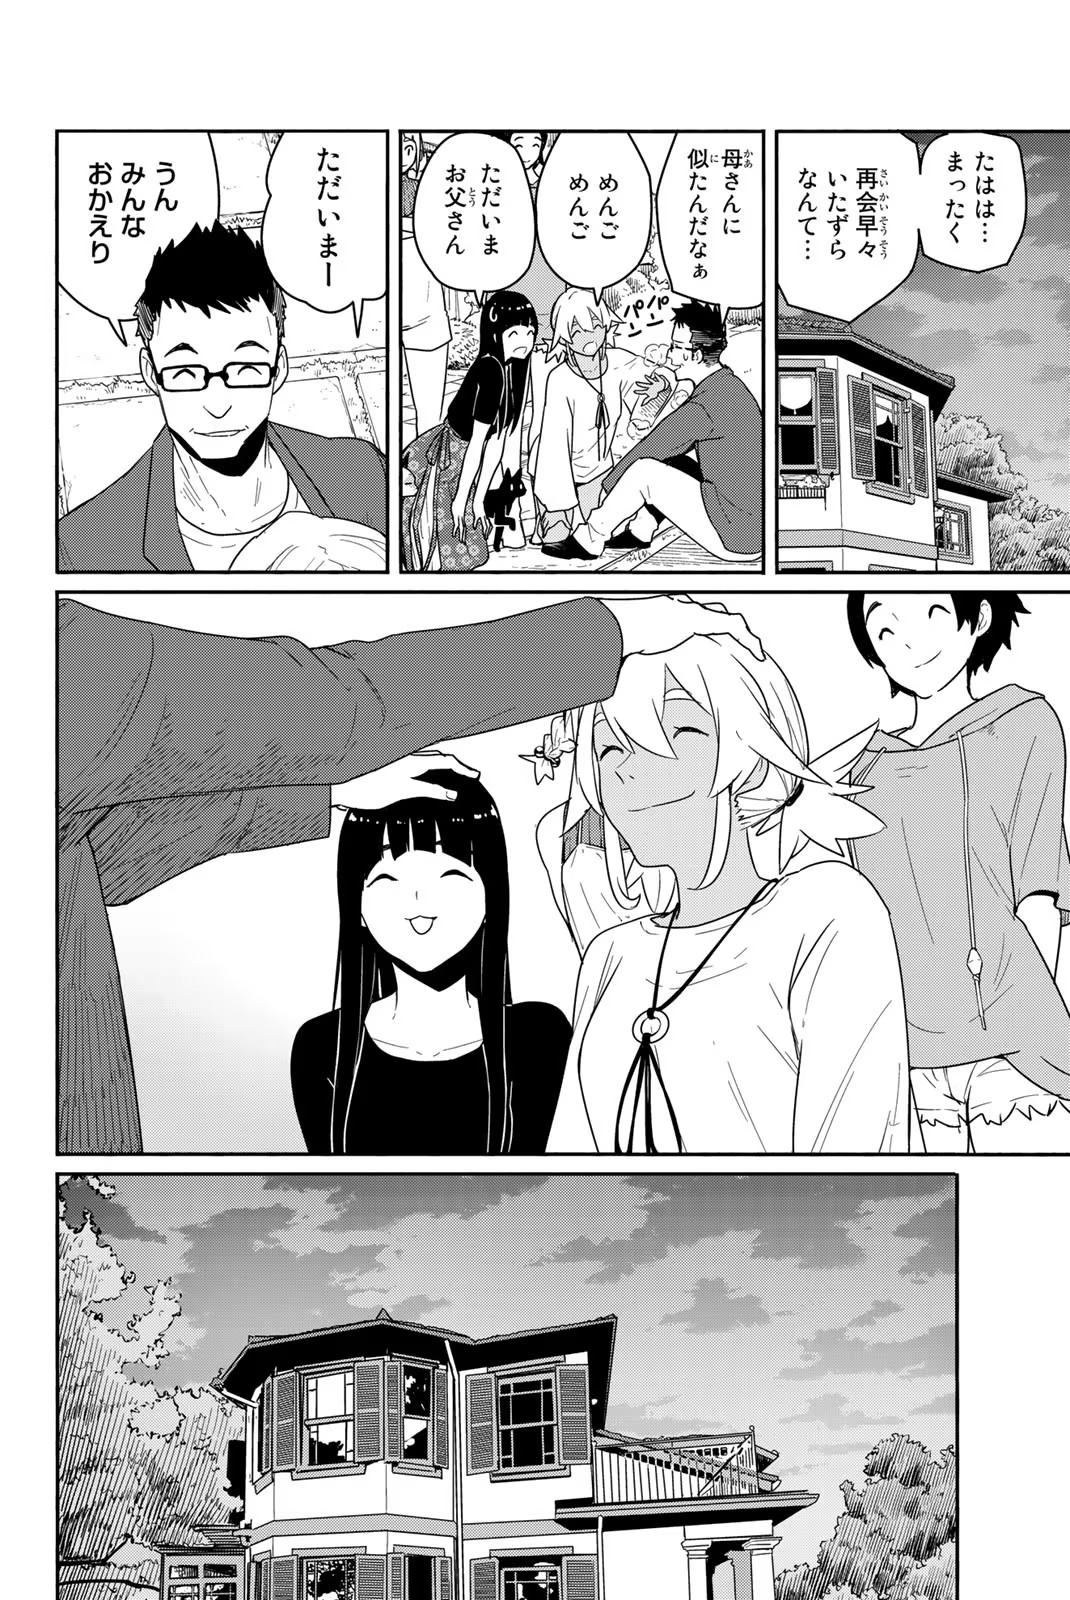 たはは…
まったく
再会早々
いたずら
なんて…
母さんに
似たんだなぁ
めんご
めんご
ただいま
お父さん
パン
パン
ただいまー
うん
みんな
おかえり